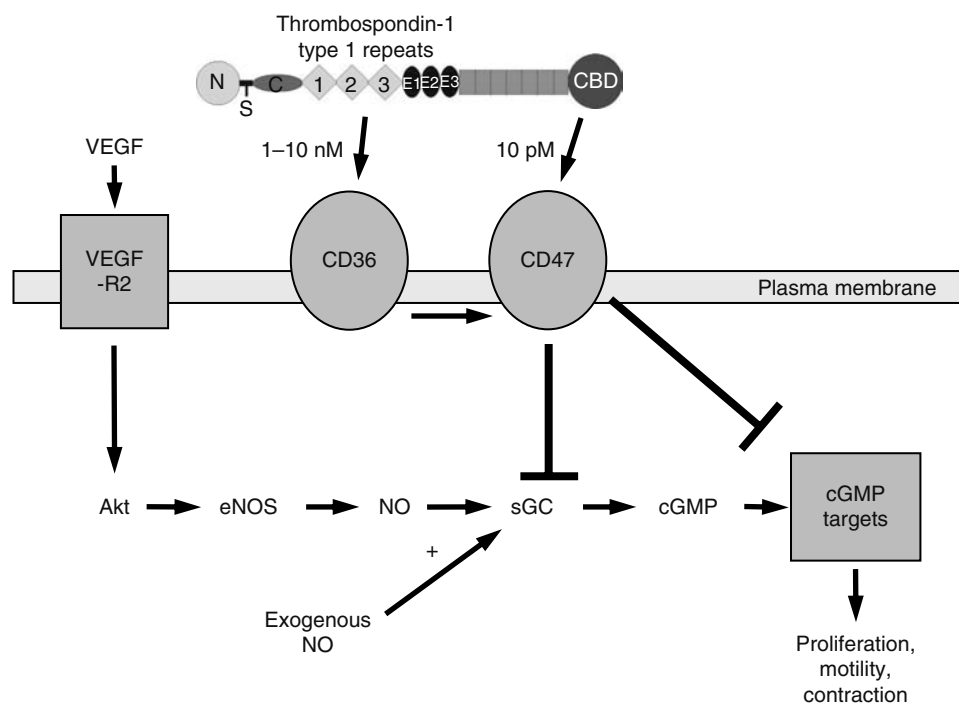 Thrombospondin-1
type 1 repeats
N
S
C
1
2
3
E1
E2
E3
CBD
VEGF
1–10 nM
10 pM
VEGF
-R2
CD36
CD47
Plasma membrane
Akt
eNOS
NO
sGC
cGMP
cGMP
targets
+
Exogenous
NO
Proliferation,
motility,
contraction